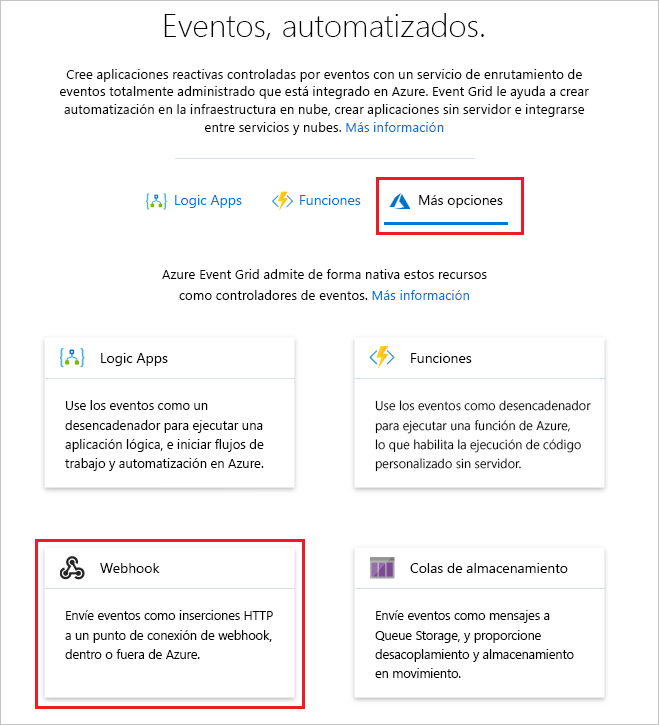 Eventos, automatizados.
Cree aplicaciones reactivas controladas por eventos con un servicio de enrutamiento de
eventos totalmente administrado que está integrado en Azure. Event Grid le ayuda a crear
automatización en la infraestructura en nube, crear aplicaciones sin servidor e integrarse
entre servicios y nubes. Más información
Logic Apps
Funciones
Más opciones
Azure Event Grid admite de forma nativa estos recursos
como controladores de eventos. Más información
Logic Apps
Use los eventos como un
desencadenador para ejecutar una
aplicación lógica, e iniciar flujos de
trabajo y automatización en Azure.
Funciones
Use los eventos como desencadenador
para ejecutar una función de Azure,
lo que habilita la ejecución de código
personalizado sin servidor.
Webhook
Envíe eventos como inserciones HTTP
a un punto de conexión de webhook,
dentro o fuera de Azure.
Colas de almacenamiento
Envíe eventos como mensajes a
Queue Storage, y proporcione
desacoplamiento y almacenamiento
en movimiento.